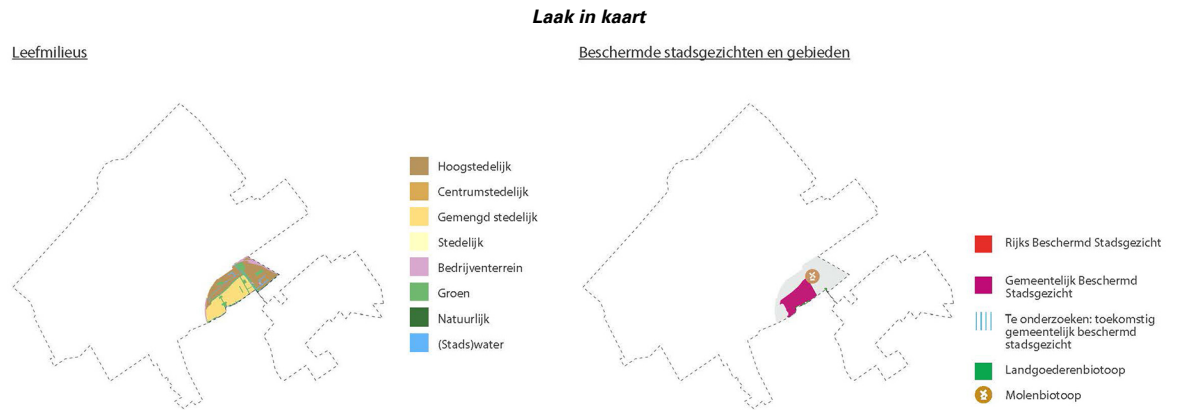 Laak in kaart
Leefmilieus
Hoogstedelijk
Centrumstedelijk
Gemengd stedelijk
Stedelijk
Bedrijventerrein
Groen
Natuurlijk
(Stads)water
Beschermde stadsgezichten en gebieden
Rijks Beschermd Stadsgezicht
Gemeentelijk Beschermd
Stadsgezicht
Te onderzoeken: toekomstig
gemeentelijk beschermd
stadsgezicht
Landgoederenbiotoop
Molenbiotoop